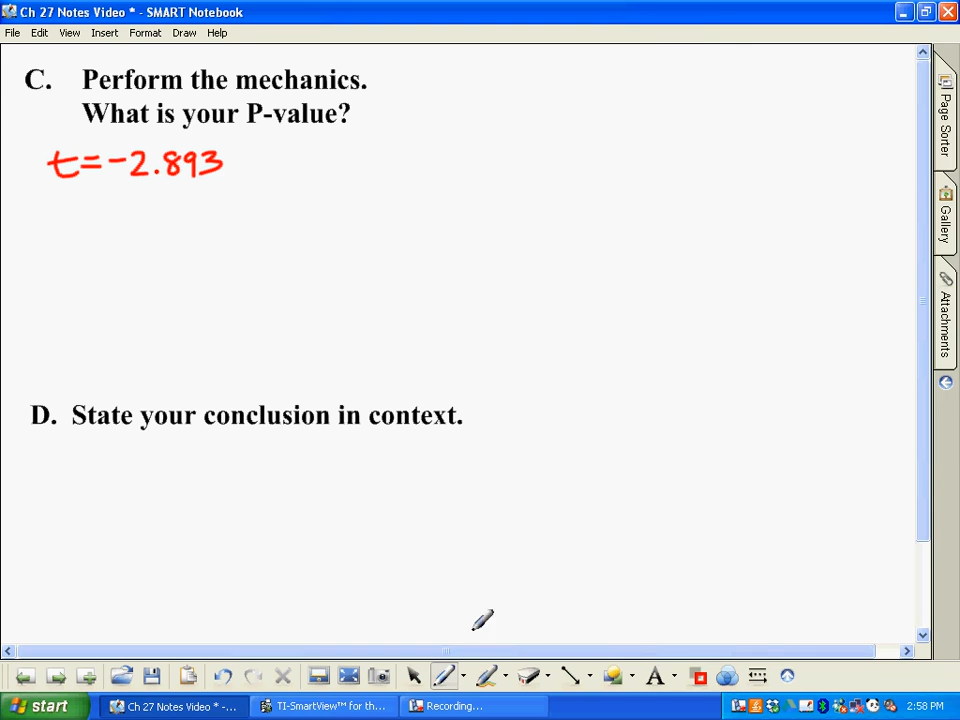 Ch 27 Notes Video * - SMART Notebook
File Edit View Insert Format Draw Help
C. Perform the mechanics.
What is your P-value?
t=-2.893
D. State your conclusion in context.
Page Sorter
Gallery
Attachments
start
Ch 27 Notes Video * -...
TI-SmartView™ for th...
Recording...
2:58 PM